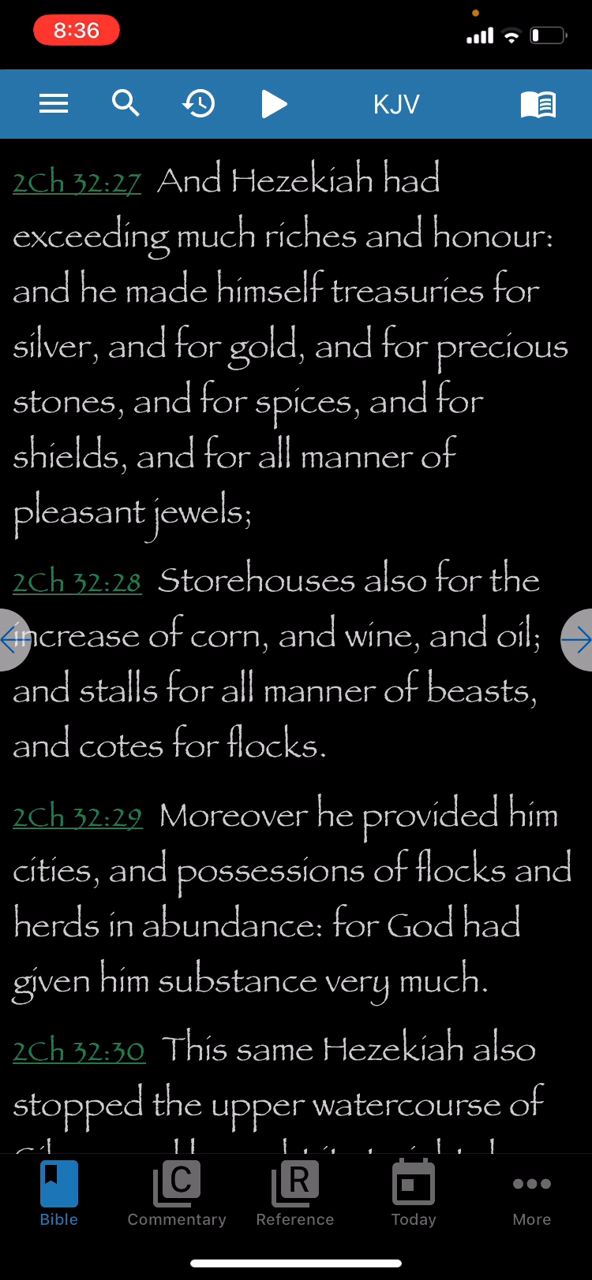 8:36
KJV
2Ch 32:27 And Hezekiah had
exceeding much riches and honour:
and he made himself treasuries for
silver, and for gold, and for precious
stones, and for spices, and for
shields, and for all manner of
pleasant jewels;
2Ch 32:28 Storehouses also for the
increase of corn, and wine, and oil;
and stalls for all manner of beasts,
and cotes for flocks.
2Ch 32:29 Moreover he provided him
cities, and possessions of flocks and
herds in abundance: for God had
given him substance very much.
2Ch 32:30 This same Hezekiah also
stopped the upper watercourse of
C R
Bible Commentary Reference Today More